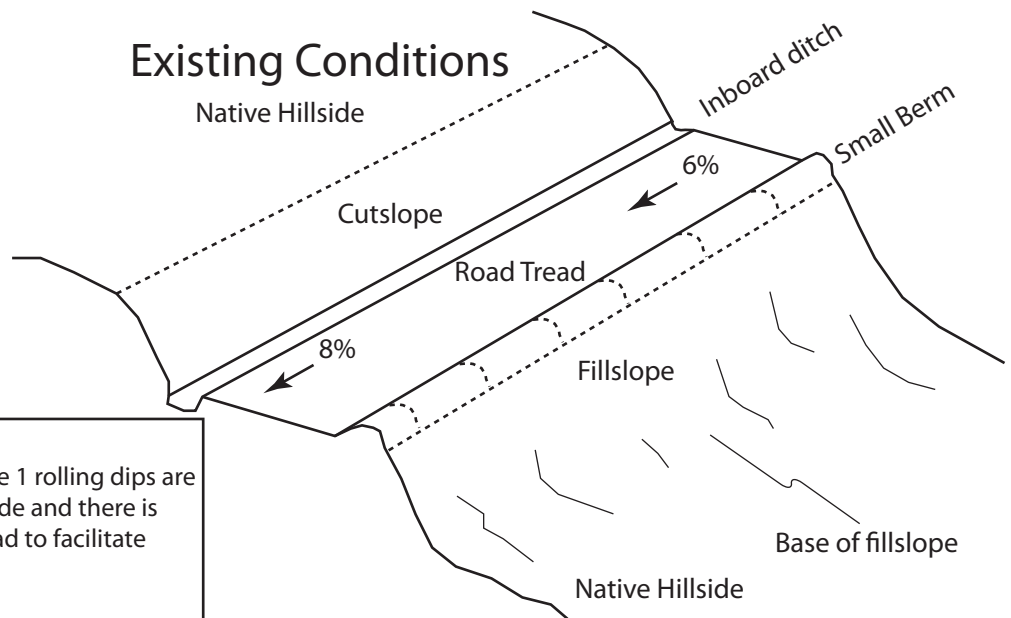 Existing Conditions
Native Hillside
Inboard ditch
Small Berm
6%
Cutslope
Road Tread
8%
Fillslope
e 1 rolling dips are
de and there is
ad to facilitate
Base of fillslope
Native Hillside